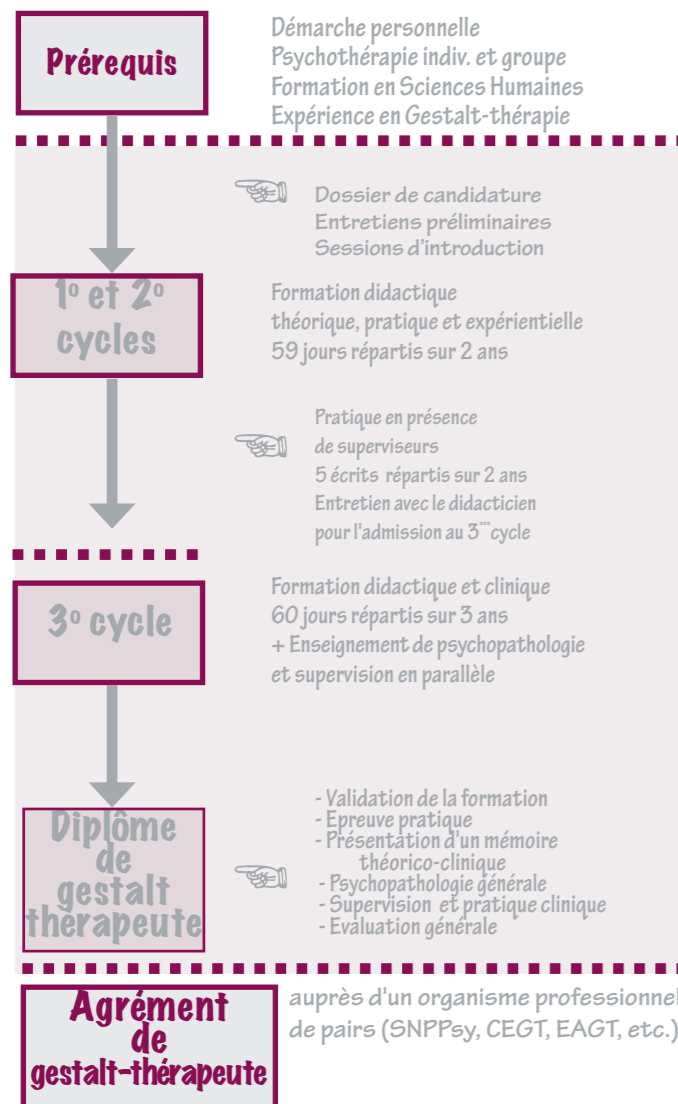 Prérequis
Démarche personnelle
Psychothérapie indiv. et groupe
Formation en Sciences Humaines
Expérience en Gestalt-thérapie
Dossier de candidature
Entretiens préliminaires
Sessions d'introduction
1º et 2º
cycles
Formation didactique
théorique, pratique et expérientielle
59 jours répartis sur 2 ans
Pratique en présence
de superviseurs
5 écrits répartis sur 2 ans
Entretien avec le didacticien
pour l'admission au 3ème cycle
3º cycle
Formation didactique et clinique
60 jours répartis sur 3 ans
+ Enseignement de psychopathologie
et supervision en parallèle
Diplôme
de
gestalt
thérapeute
- Validation de la formation
- Epreuve pratique
- Présentation d'un mémoire
théorico-clinique
- Psychopathologie générale
- Supervision et pratique clinique
- Evaluation générale
Agrément
de
gestalt-thérapeute
auprès d'un organisme professionnel
de pairs (SNPPsy, CEGT, EAGT, etc.)